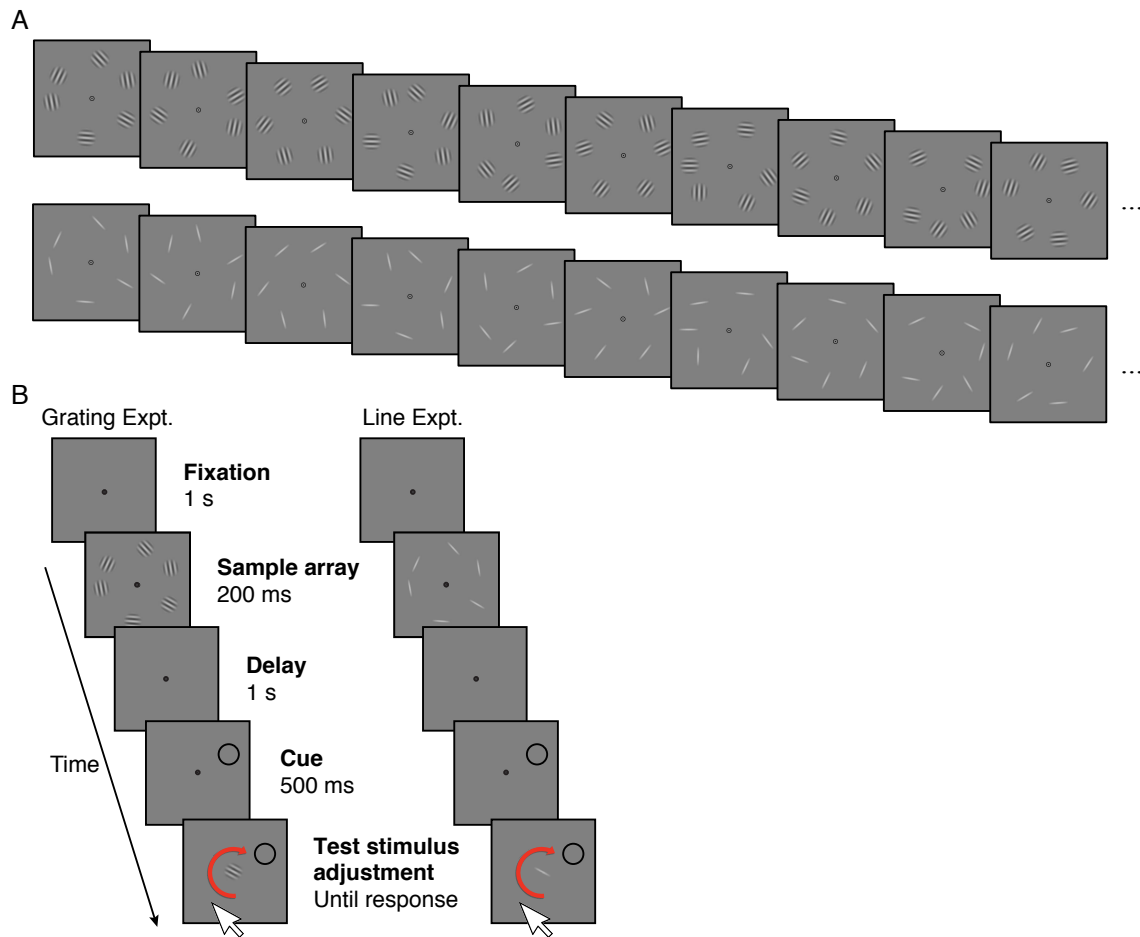 A
...
...
B
Grating Expt.
Line Expt.
Fixation
1 s
Sample array
200 ms
Delay
1 s
Time
Cue
500 ms
Test stimulus
adjustment
Until response